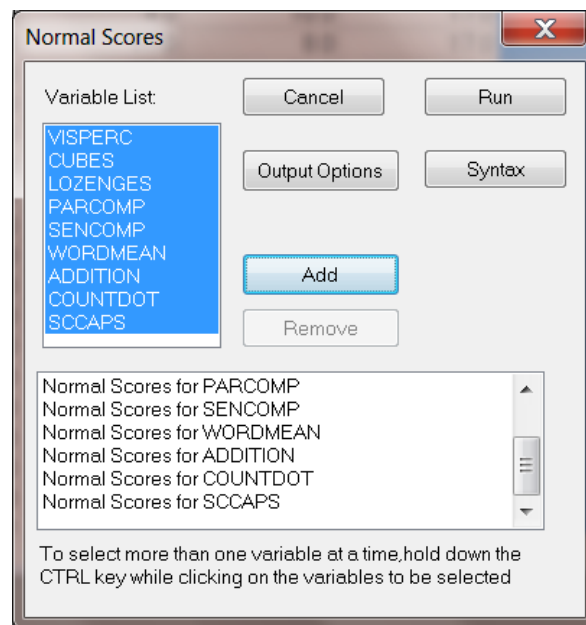 Normal Scores
X
Variable List:
Cancel
Run
VISPERC
CUBES
LOZENGES
PARCOMP
SENCOMP
WORDMEAN
ADDITION
COUNTDOT
SCCAPS
Output Options
Syntax
Add
Remove
Normal Scores for PARCOMP
Normal Scores for SENCOMP
Normal Scores for WORDMEAN
Normal Scores for ADDITION
Normal Scores for COUNTDOT
Normal Scores for SCCAPS
To select more than one variable at a time,hold down the
CTRL key while clicking on the variables to be selected